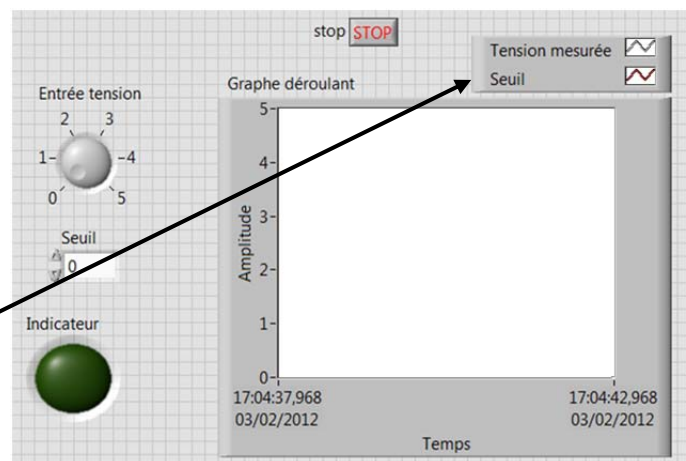 stop STOP
Tension mesurée
Seuil
Graphe déroulant
Entrée tension
2 3
1 4
0 5
Seuil
0
Indicateur
5
4
3
2
1
0
Amplitude
17:04:37,968 17:04:42,968
03/02/2012 03/02/2012
Temps